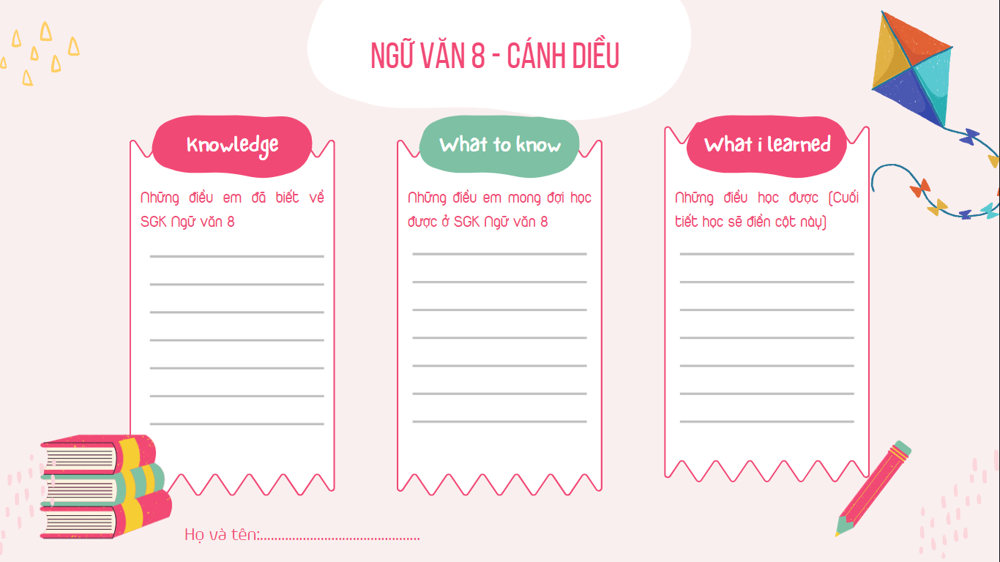 NGỮ VĂN 8 - CÁNH DIỀU
Knowledge
Những điều em đã biết về
SGK Ngữ văn 8
What to know
Những điều em mong đợi học
được ở SGK Ngữ văn 8
What i learned
Những điều học được (Cuối
tiết học sẽ điền cột này)
Họ và tên:.............................................